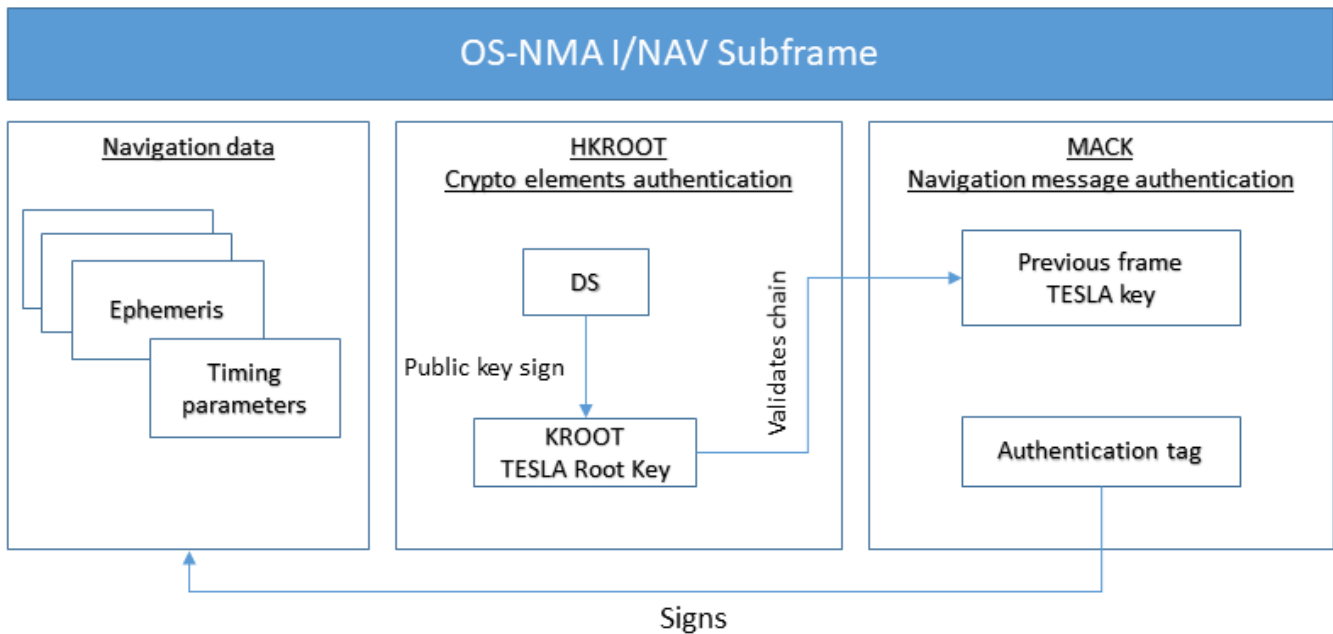 OS-NMA I/NAV Subframe
Navigation data
Ephemeris
Timing
parameters
HKROOT
Crypto elements authentication
DS
Public key sign
KROOT
TESLA Root Key
Validates chain
MACK
Navigation message authentication
Previous frame
TESLA key
Authentication tag
Signs